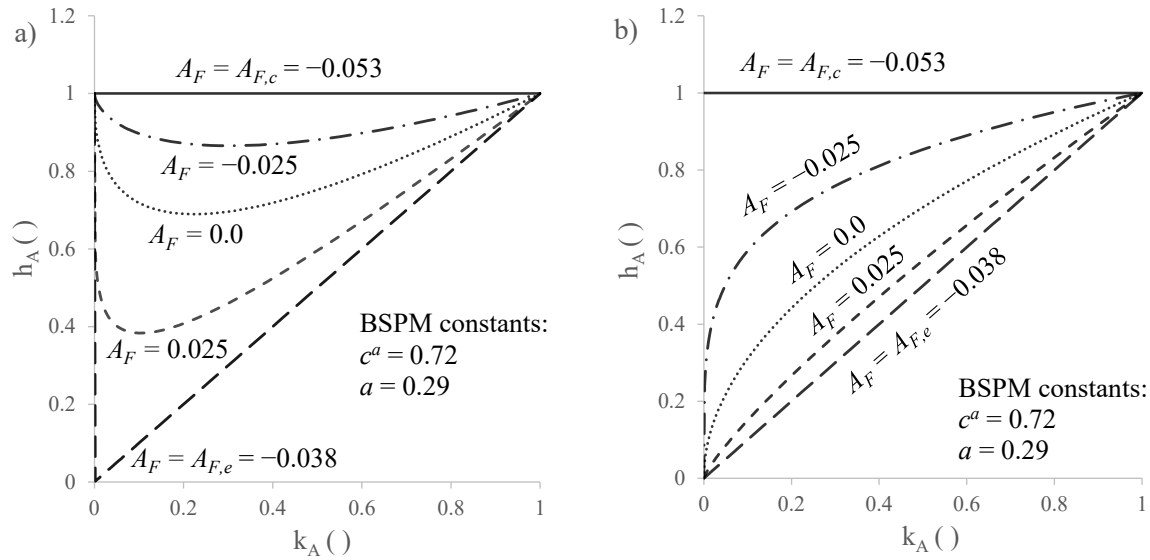 a)
1.2
1
0.8
0.6
0.4
0.2
0
h_A ( )
A_F = A_{F,c} = −0.053
A_F = −0.025
A_F = 0.0
A_F = 0.025
BSPM constants:
c^a = 0.72
a = 0.29
A_F = A_{F,e} = −0.038
0 0.2 0.4 0.6 0.8 1
k_A ( )
b)
1.2
1
0.8
0.6
0.4
0.2
0
h_A ( )
A_F = A_{F,c} = −0.053
A_F = −0.025
A_F = 0.0
A_F = 0.025
A_F = A_{F,e} = −0.038
BSPM constants:
c^a = 0.72
a = 0.29
0 0.2 0.4 0.6 0.8 1
k_A ( )